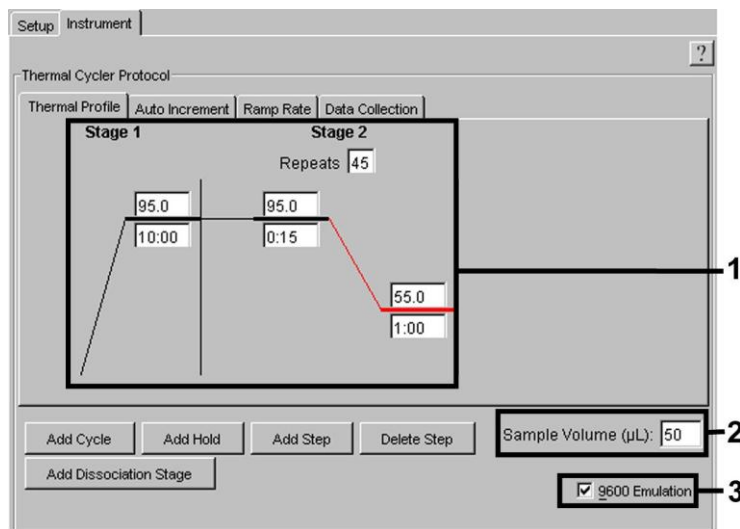 Setup Instrument
?
Thermal Cycler Protocol
Thermal Profile Auto Increment Ramp Rate Data Collection
Stage 1 Stage 2
Repeats 45
95.0 95.0
10:00 0:15
1
55.0
1:00
Add Cycle Add Hold Add Step Delete Step Sample Volume (µL): 50 2
Add Dissociation Stage
9600 Emulation 3